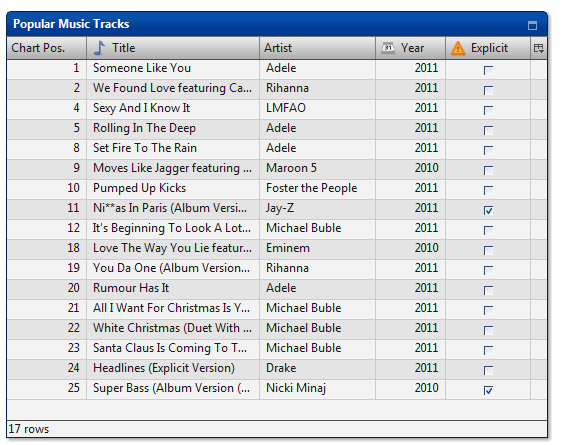 Popular Music Tracks
Chart Pos. Title Artist Year Explicit
1 Someone Like You Adele 2011
2 We Found Love featuring Ca... Rihanna 2011
4 Sexy And I Know It LMFAO 2011
5 Rolling In The Deep Adele 2011
8 Set Fire To The Rain Adele 2011
9 Moves Like Jagger featuring ... Maroon 5 2010
10 Pumped Up Kicks Foster the People 2011
11 Ni**as In Paris (Album Versi... Jay-Z 2011
12 It's Beginning To Look A Lot... Michael Buble 2011
18 Love The Way You Lie featur... Eminem 2010
19 You Da One (Album Version... Rihanna 2011
20 Rumour Has It Adele 2011
21 All I Want For Christmas Is Y... Michael Buble 2011
22 White Christmas (Duet With ... Michael Buble 2011
23 Santa Claus Is Coming To T... Michael Buble 2011
24 Headlines (Explicit Version) Drake 2011
25 Super Bass (Album Version (... Nicki Minaj 2010
17 rows